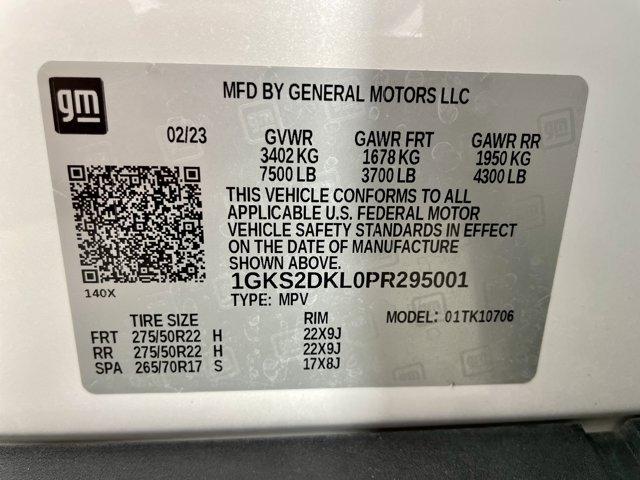 gm
MFD BY GENERAL MOTORS LLC
02/23 GVWR GAWR FRT GAWR RR
3402 KG 1678 KG 1950 KG
7500 LB 3700 LB 4300 LB
THIS VEHICLE CONFORMS TO ALL
APPLICABLE U.S. FEDERAL MOTOR
VEHICLE SAFETY STANDARDS IN EFFECT
ON THE DATE OF MANUFACTURE
SHOWN ABOVE.
1GKS2DKL0PR295001
140X TYPE: MPV
TIRE SIZE RIM MODEL: 01TK10706
FRT 275/50R22 H 22X9J
RR 275/50R22 H 22X9J
SPA 265/70R17 S 17X8J